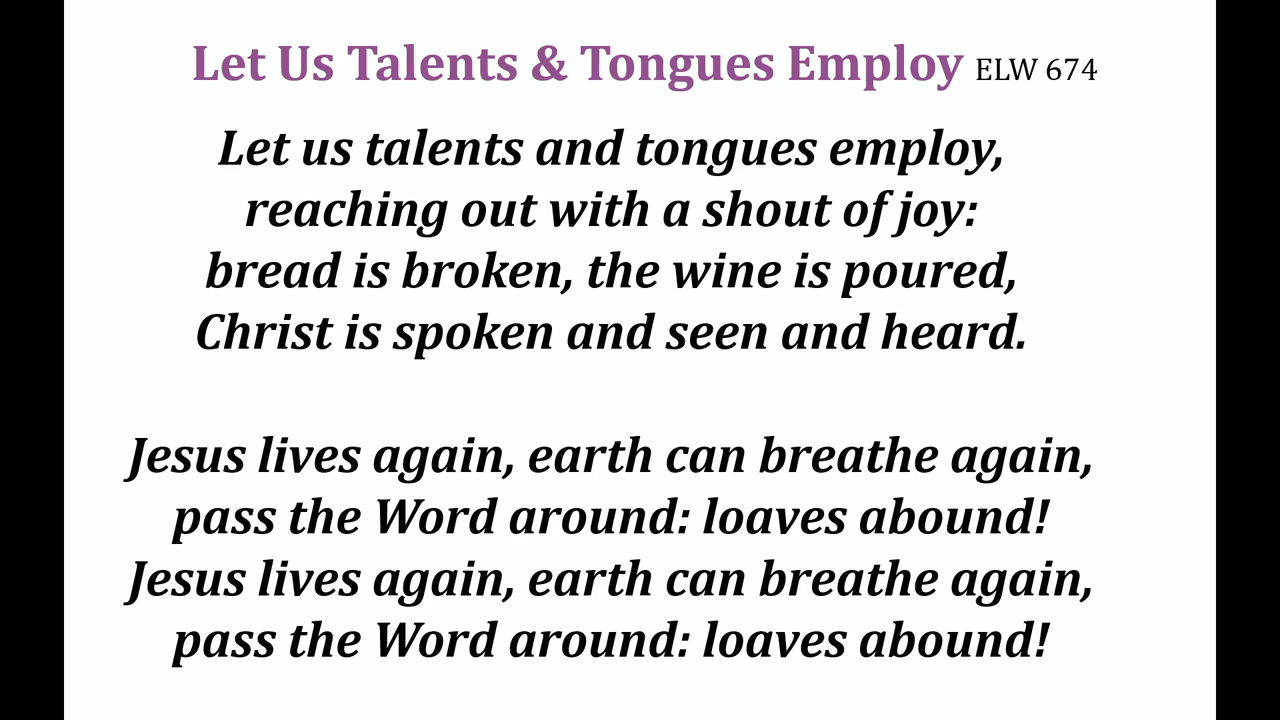 Let Us Talents & Tongues Employ ELW 674
Let us talents and tongues employ,
reaching out with a shout of joy:
bread is broken, the wine is poured,
Christ is spoken and seen and heard.
Jesus lives again, earth can breathe again,
pass the Word around: loaves abound!
Jesus lives again, earth can breathe again,
pass the Word around: loaves abound!